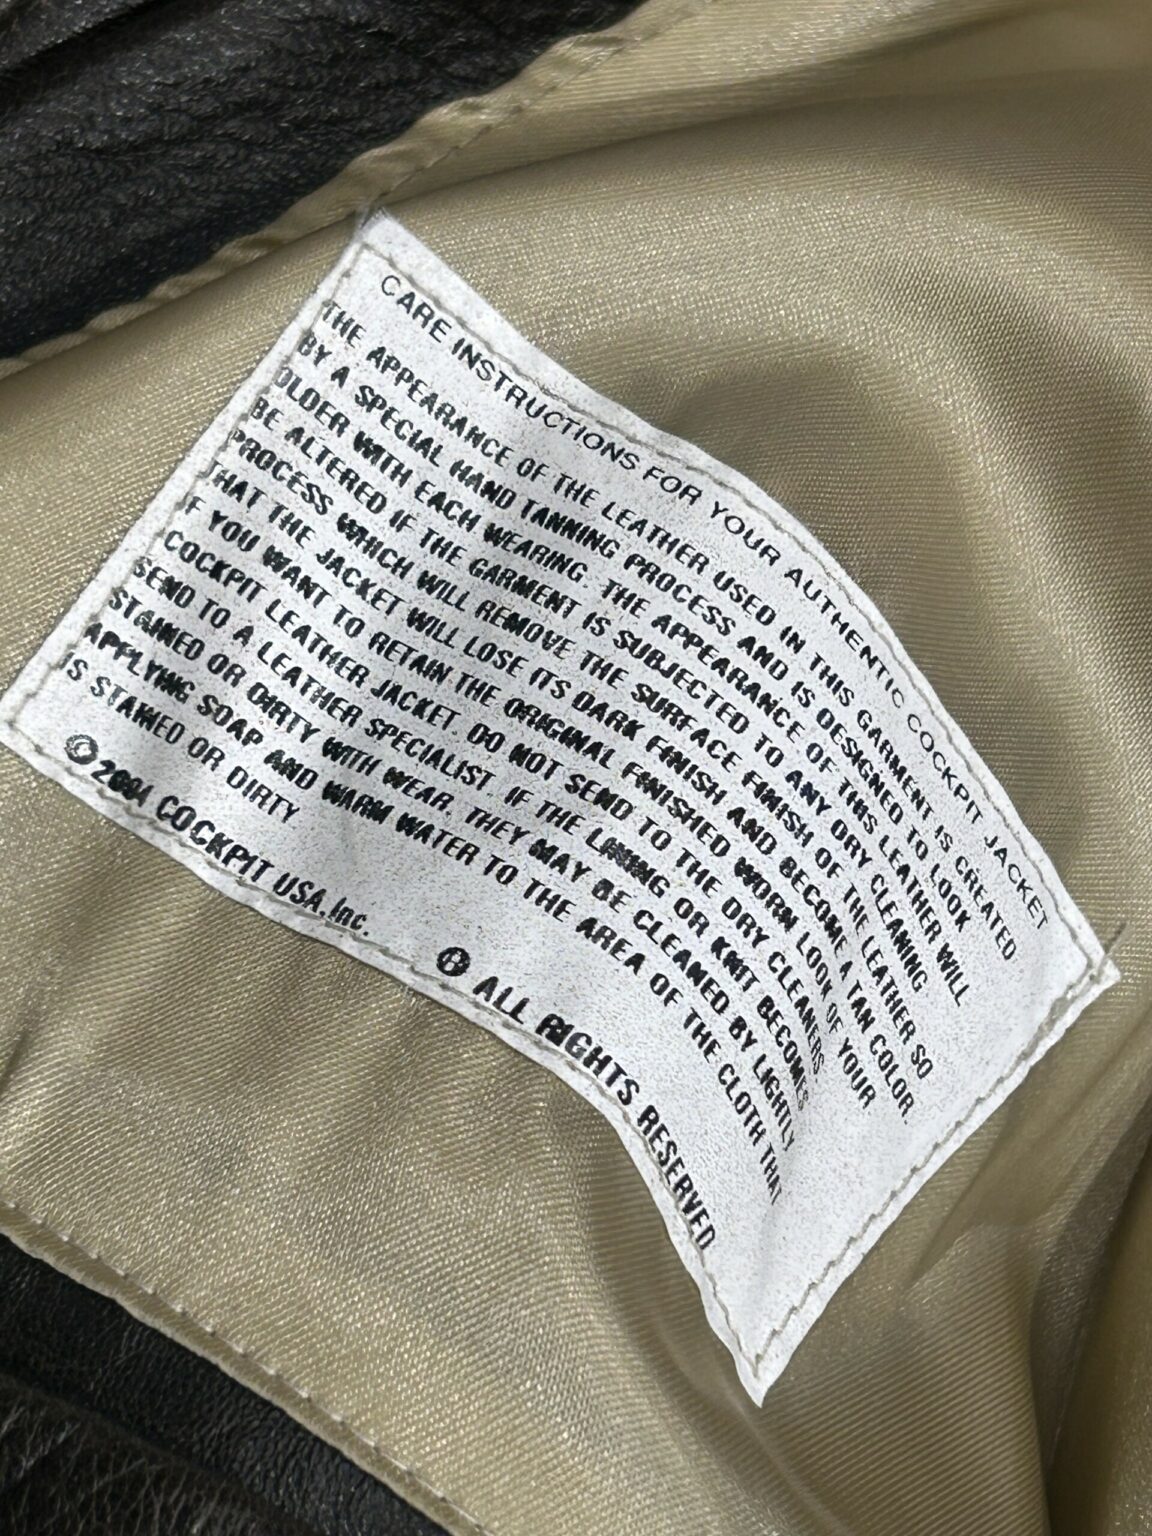 CARE INSTRUCTIONS FOR YOUR AUTHENTIC COCKPIT JACKET
THE APPEARANCE OF THE LEATHER USED IN THIS GARMENT IS CREATED
BY A SPECIAL HAND TANNING PROCESS AND IS DESIGNED TO LOOK
OLDER WITH EACH WEARING. THE APPEARANCE OF THIS LEATHER WILL
BE ALTERED IF THE GARMENT IS SUBJECTED TO ANY DRY CLEANING
PROCESS WHICH WILL REMOVE THE SURFACE FINISH OF THE LEATHER SO
THAT THE JACKET WILL LOSE ITS DARK FINISH AND BECOME A TAN COLOR.
IF YOU WANT TO RETAIN THE ORIGINAL FINISHED WORN LOOK OF YOUR
COCKPIT LEATHER JACKET. DO NOT SEND TO THE DRY CLEANERS.
SEND TO A LEATHER SPECIALIST. IF THE LINING OR KNIT BECOMES
STAINED OR DIRTY WITH WEAR, THEY MAY BE CLEANED BY LIGHTLY
APPLYING SOAP AND WARM WATER TO THE AREA OF THE CLOTH THAT
IS STAINED OR DIRTY
© 2004 COCKPIT USA, Inc. ® ALL RIGHTS RESERVED